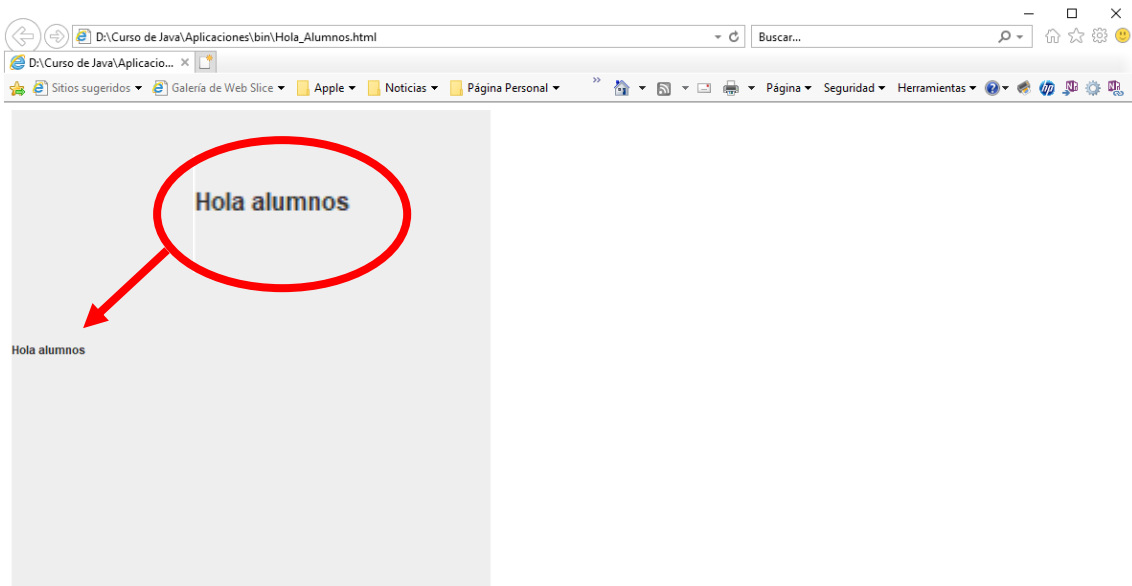 D:\Curso de Java\Aplicaciones\bin\Hola_Alumnos.html
Buscar...
D:\Curso de Java\Aplicacio...
Sitios sugeridos
Galería de Web Slice
Apple
Noticias
Página Personal
Página
Seguridad
Herramientas
Hola alumnos
Hola alumnos